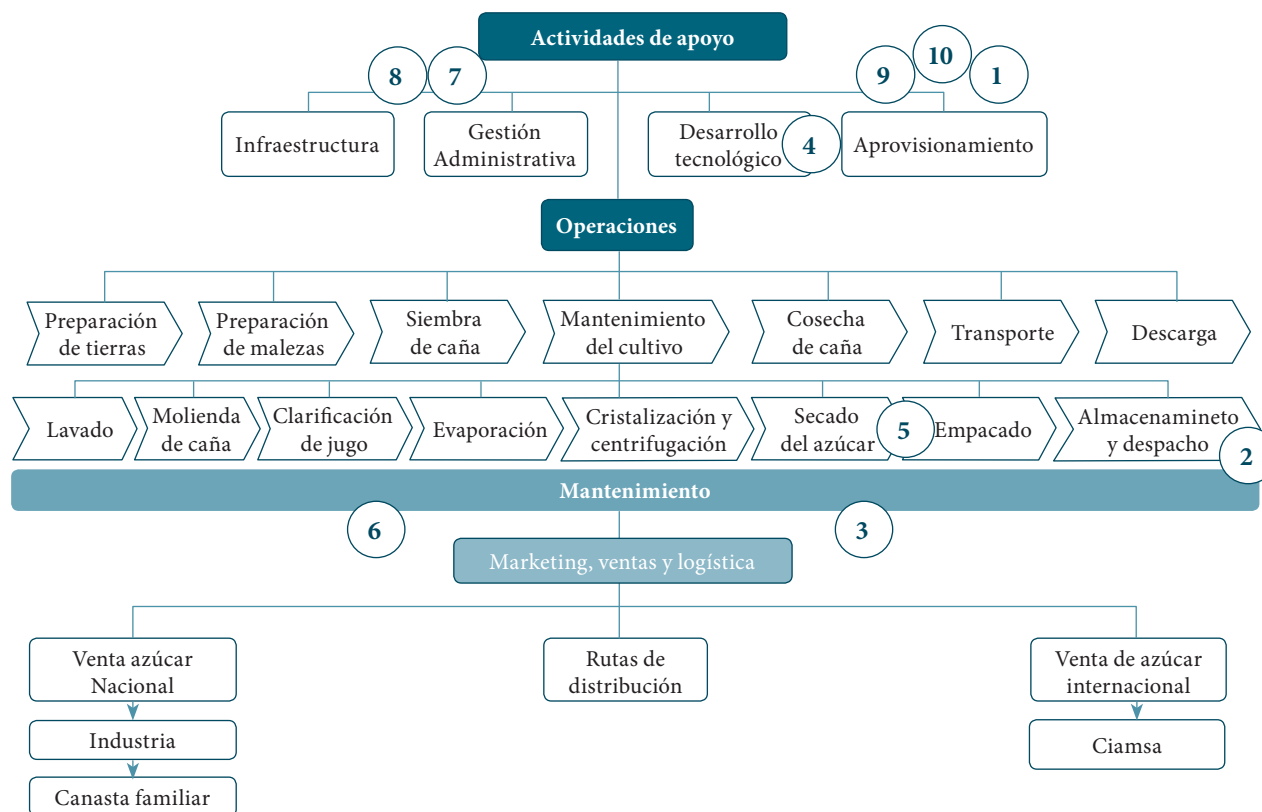 Actividades de apoyo
8
7
9
10
1
Infraestructura
Gestión
Administrativa
Desarrollo
tecnológico
4
Aprovisionamiento
Operaciones
Preparación
de tierras
Preparación
de malezas
Siembra
de caña
Mantenimiento
del cultivo
Cosecha
de caña
Transporte
Descarga
Lavado
Molienda
de caña
Clarificación
de jugo
Evaporación
Cristalización y
centrifugación
Secado
del azúcar
5
Empacado
Almacenamineto
y despacho
2
Mantenimiento
6
3
Marketing, ventas y logística
Venta azúcar
Nacional
Rutas de
distribución
Venta de azúcar
internacional
Industria
Ciamsa
Canasta familiar